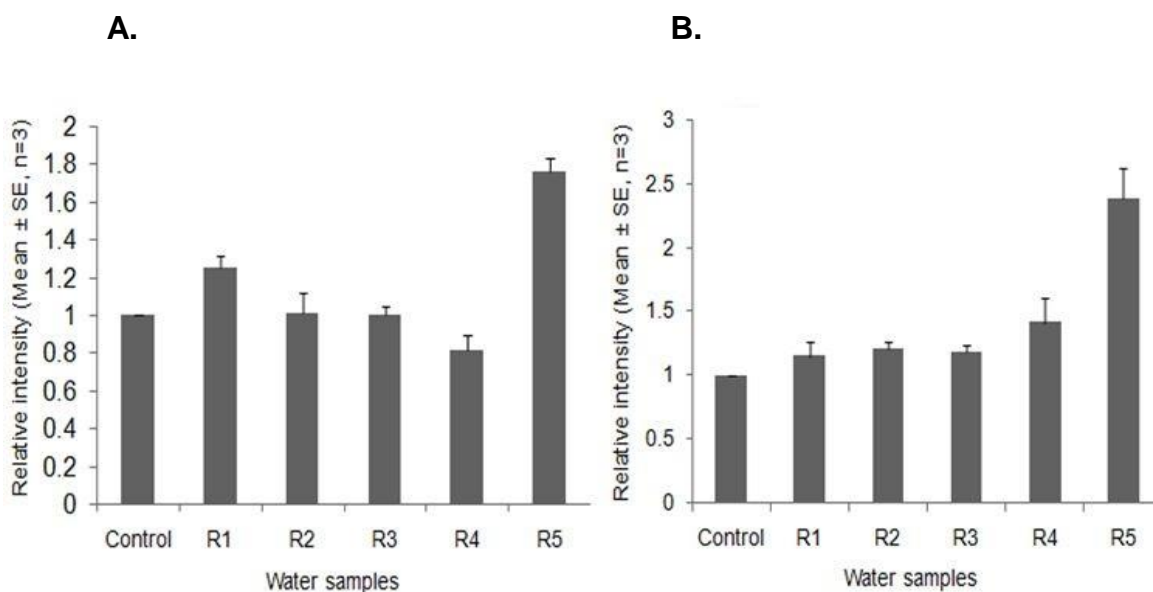 A.
B.
Relative intensity (Mean ± SE, n=3)
2
1.8
1.6
1.4
1.2
1
0.8
0.6
0.4
0.2
0
Control R1 R2 R3 R4 R5
Water samples
Relative intensity (Mean ± SE, n=3)
3
2.5
2
1.5
1
0.5
0
Control R1 R2 R3 R4 R5
Water samples